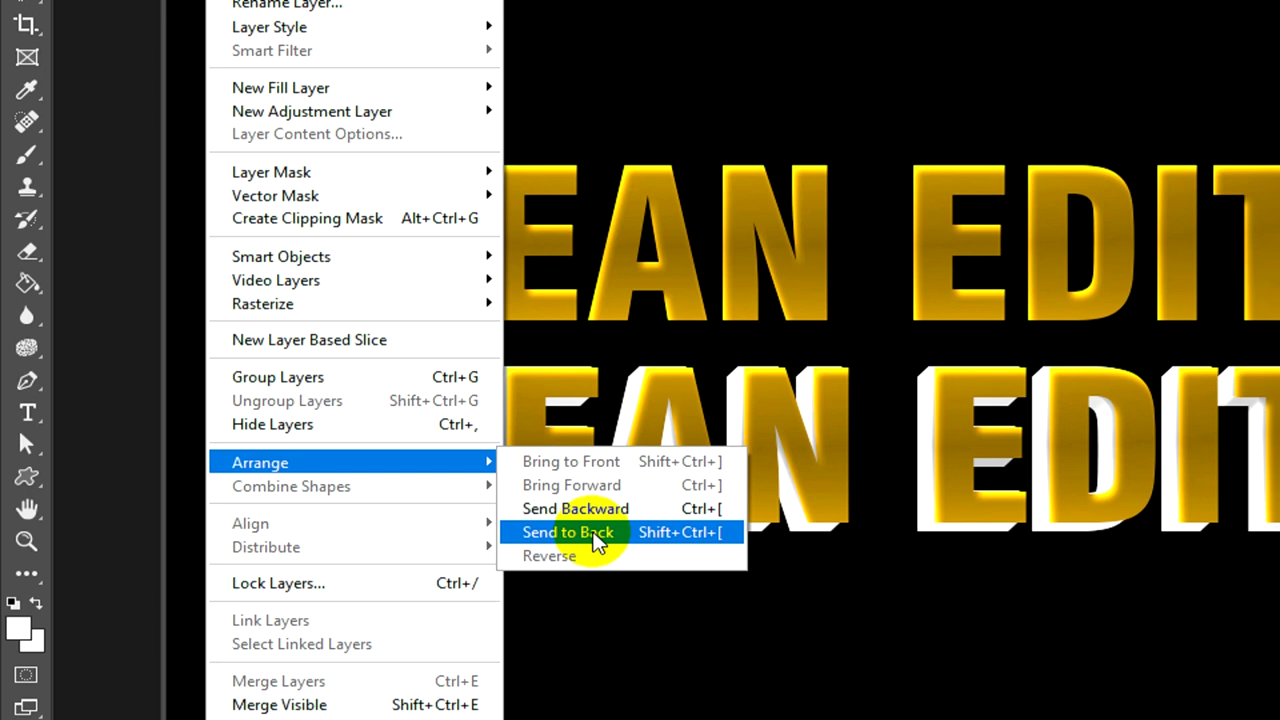 Rename Layer...
Layer Style
Smart Filter
New Fill Layer
New Adjustment Layer
Layer Content Options...
Layer Mask
Vector Mask
Create Clipping Mask Alt+Ctrl+G
Smart Objects
Video Layers
Rasterize
New Layer Based Slice
Group Layers Ctrl+G
Ungroup Layers Shift+Ctrl+G
Hide Layers Ctrl+,
Arrange
Combine Shapes
Align
Distribute
Lock Layers... Ctrl+/
Link Layers
Select Linked Layers
Merge Layers Ctrl+E
Merge Visible Shift+Ctrl+E
Bring to Front Shift+Ctrl+]
Bring Forward Ctrl+]
Send Backward Ctrl+[
Send to Back Shift+Ctrl+[
Reverse
EAN EDIT
EAN EDIT
T